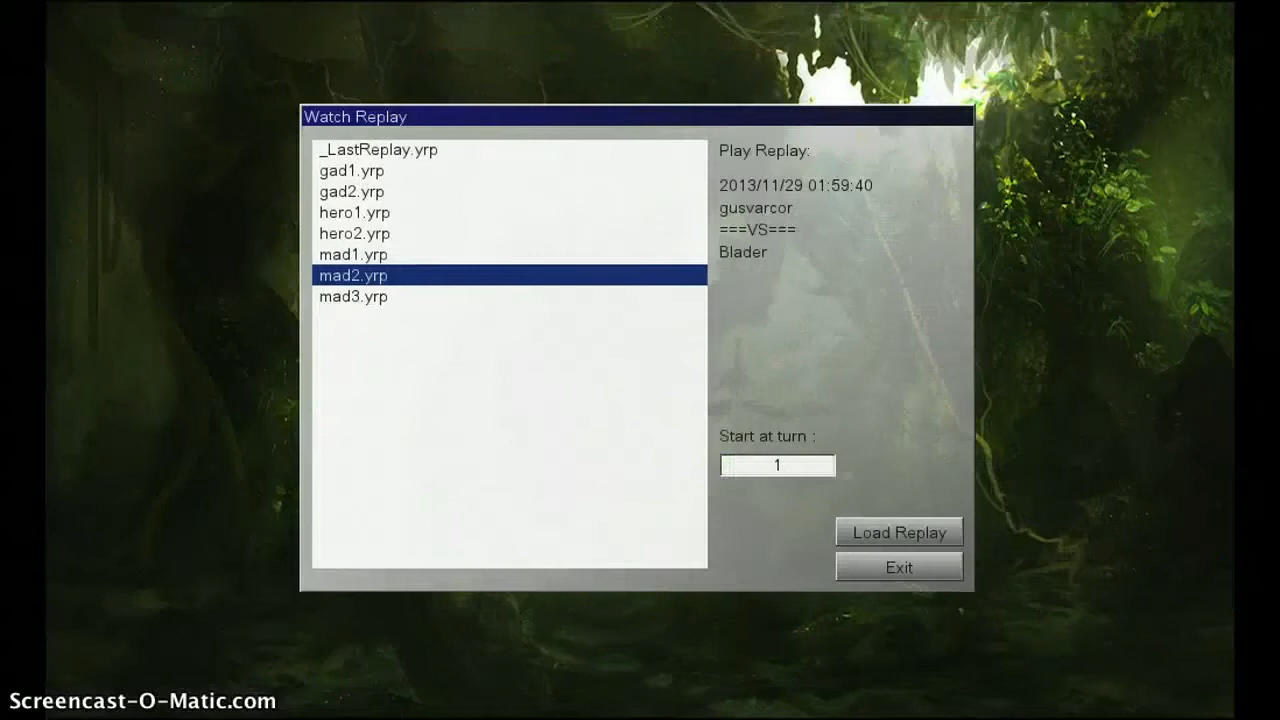 Watch Replay
_LastReplay.yrp
gad1.yrp
gad2.yrp
hero1.yrp
hero2.yrp
mad1.yrp
mad2.yrp
mad3.yrp
Play Replay:
2013/11/29 01:59:40
gusvarcor
===VS===
Blader
Start at turn :
1
Load Replay
Exit
Screencast-O-Matic.com